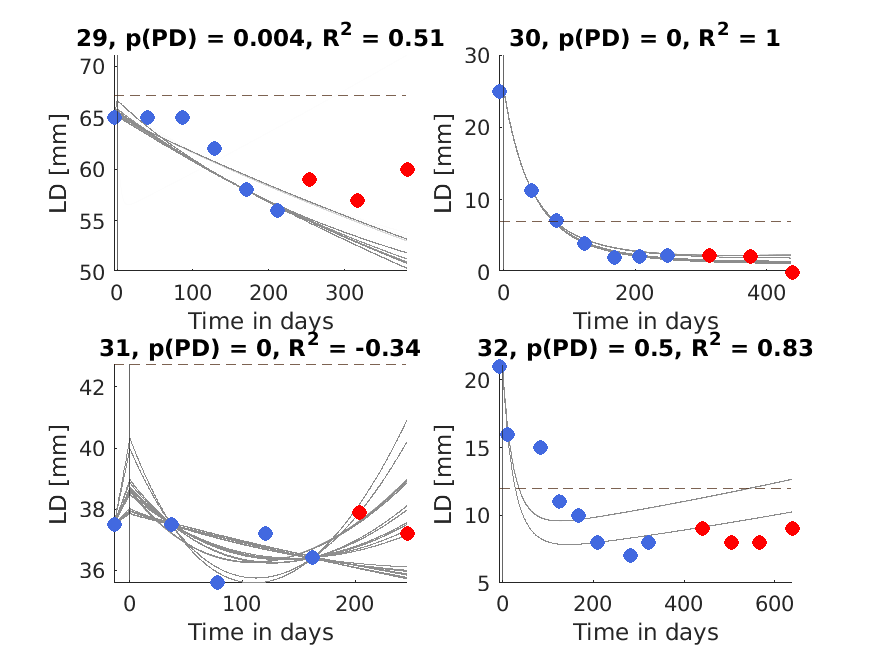 29, p(PD) = 0.004, R² = 0.51
70
65
60
55
50
LD [mm]
0 100 200 300
Time in days
30, p(PD) = 0, R² = 1
30
20
10
0
LD [mm]
0 200 400
Time in days
31, p(PD) = 0, R² = -0.34
42
40
38
36
LD [mm]
0 100 200
Time in days
32, p(PD) = 0.5, R² = 0.83
20
15
10
5
LD [mm]
0 200 400 600
Time in days